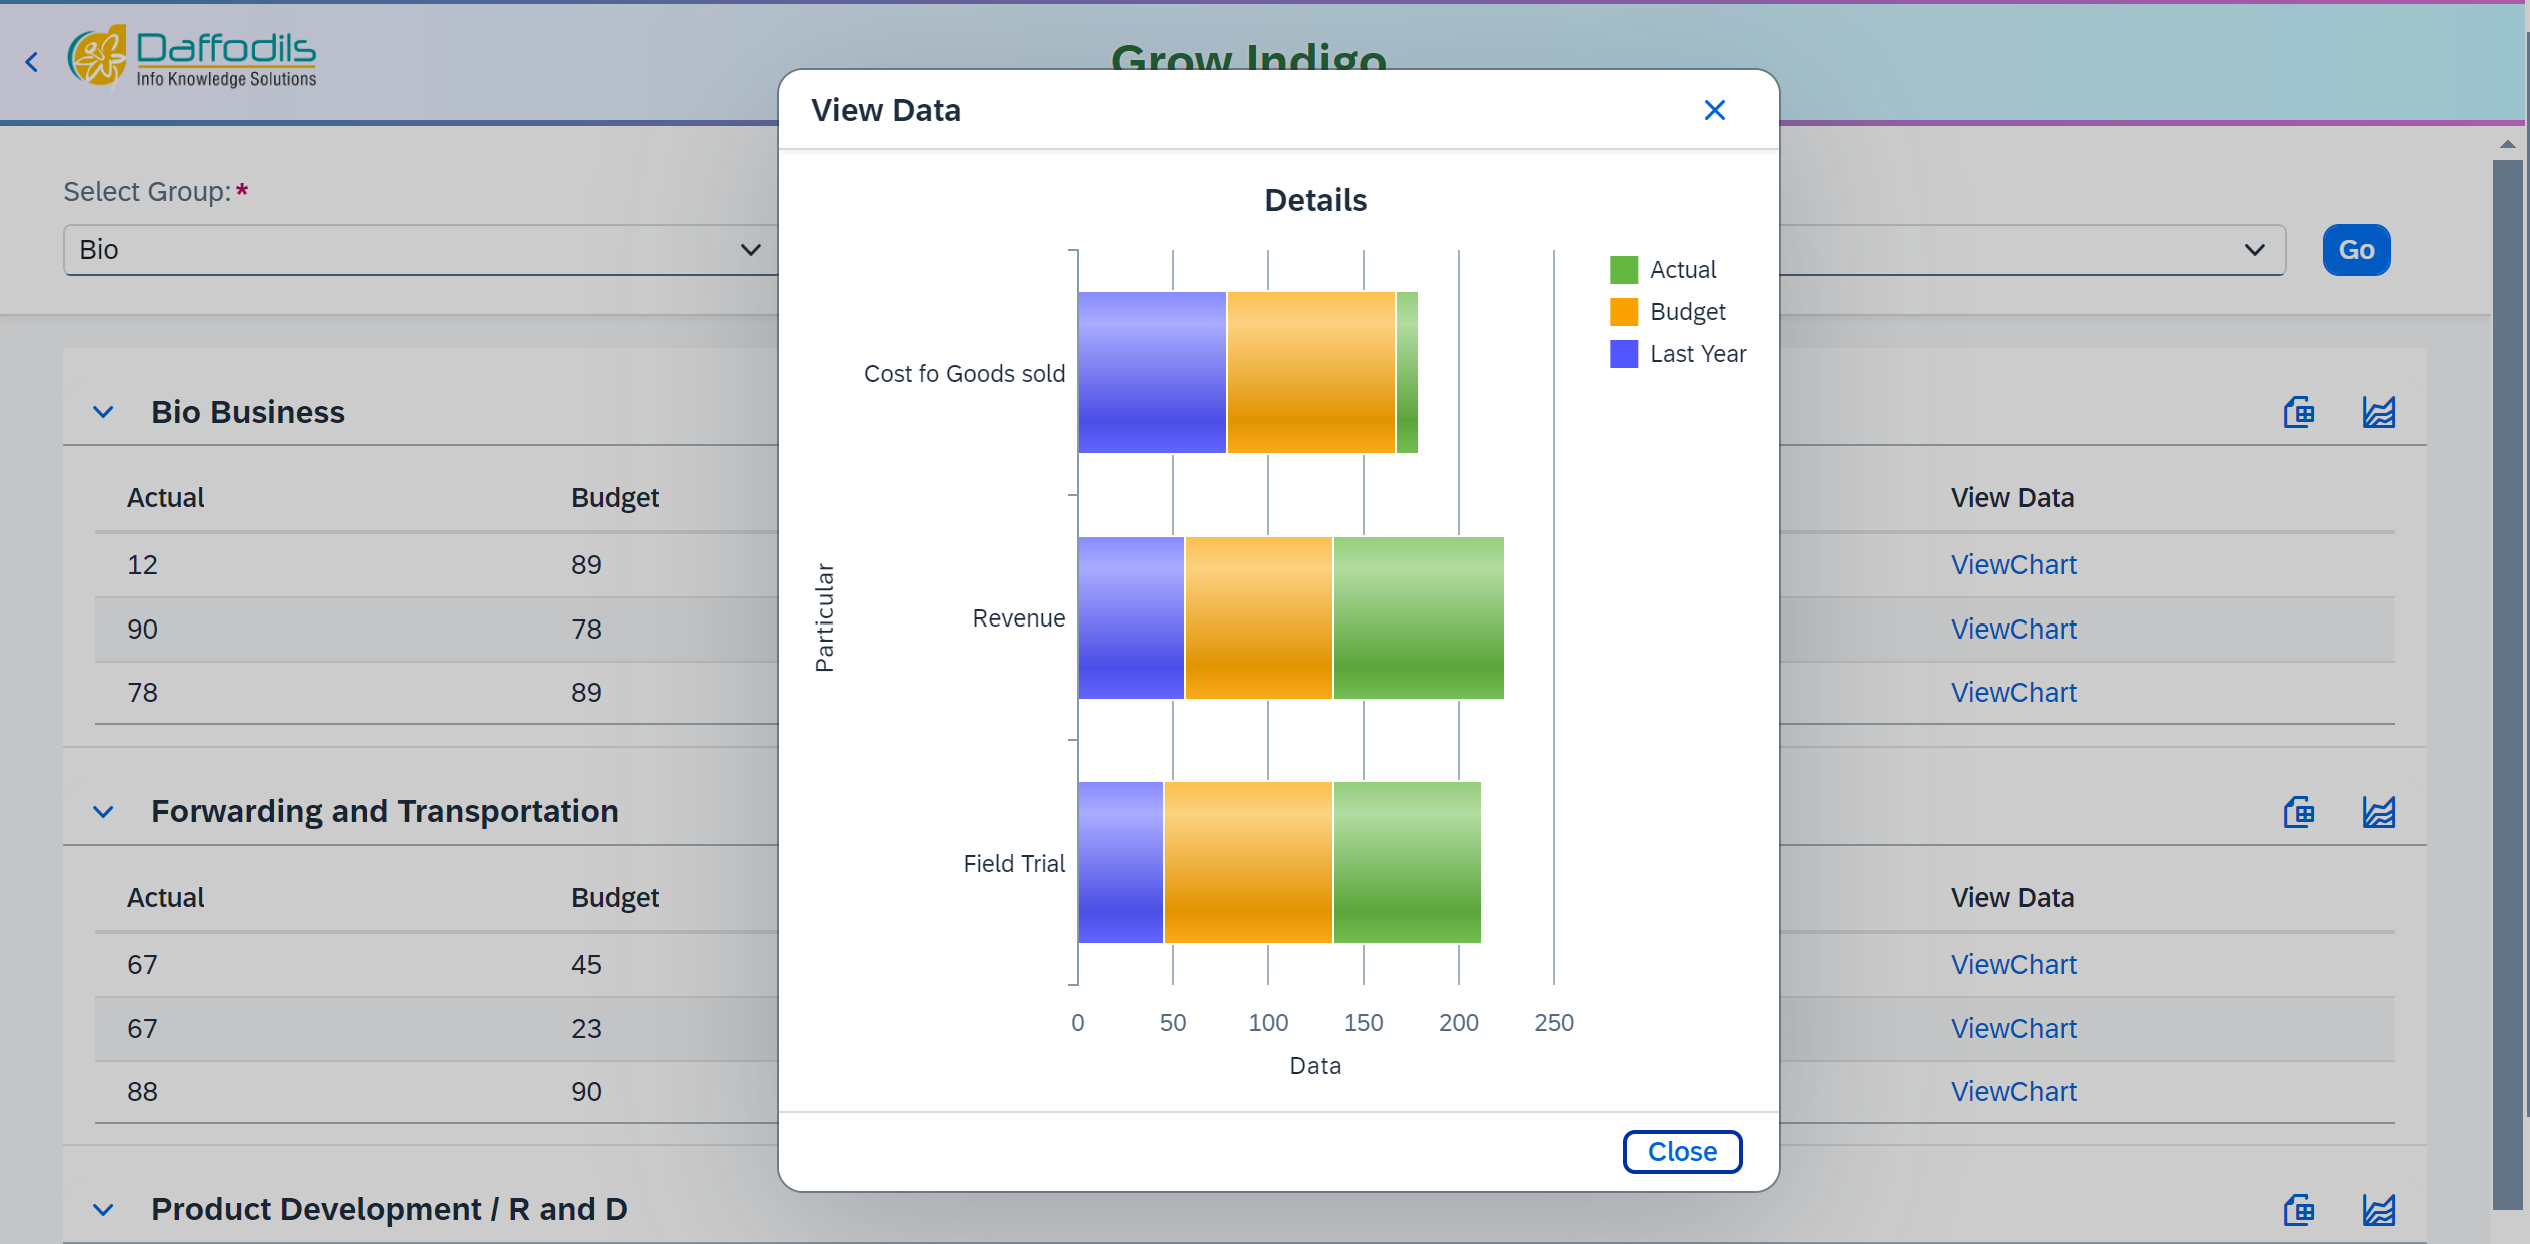 Daffodils
Info Knowledge Solutions
Grow Indigo
View Data
Select Group:*
Bio
Go
Details
Actual
Budget
Last Year
Cost fo Goods sold
Revenue
Field Trial
Particular
0 50 100 150 200 250
Data
Close
Bio Business
Actual Budget View Data
12 89 ViewChart
90 78 ViewChart
78 89 ViewChart
Forwarding and Transportation
Actual Budget View Data
67 45 ViewChart
67 23 ViewChart
88 90 ViewChart
Product Development / R and D